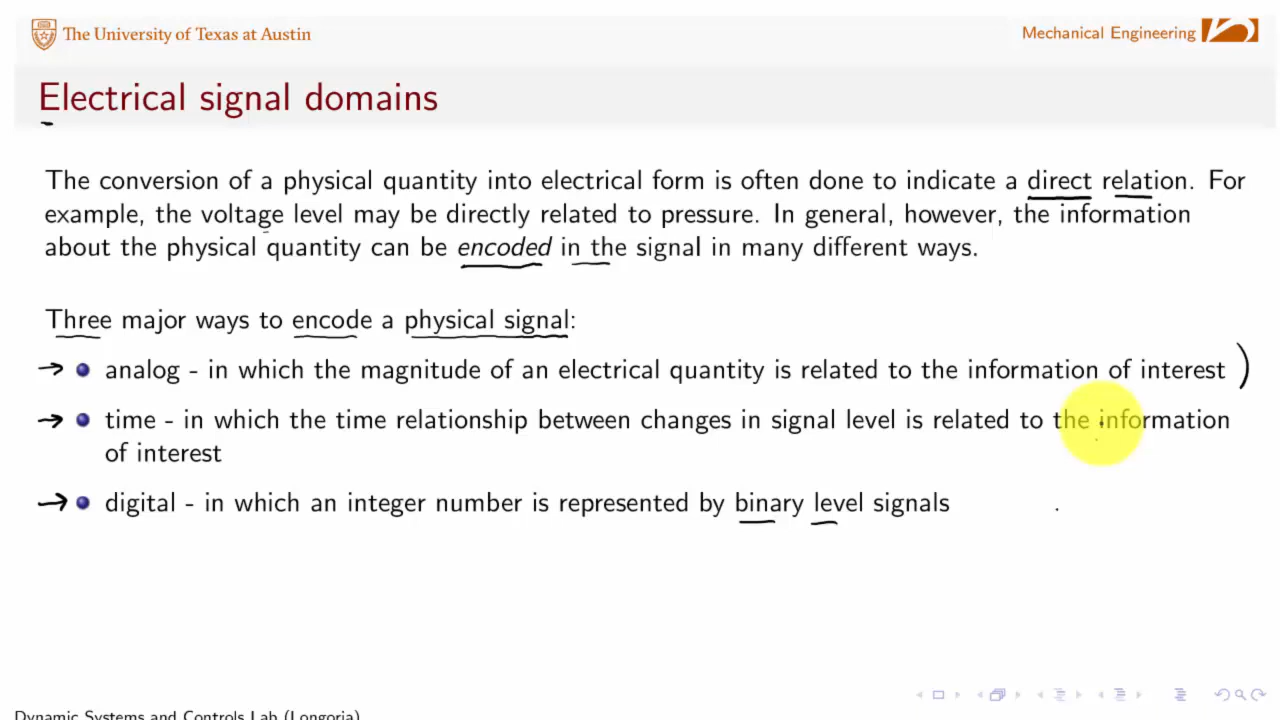 The University of Texas at Austin
Mechanical Engineering
Electrical signal domains
The conversion of a physical quantity into electrical form is often done to indicate a direct relation. For
example, the voltage level may be directly related to pressure. In general, however, the information
about the physical quantity can be encoded in the signal in many different ways.
Three major ways to encode a physical signal:
analog - in which the magnitude of an electrical quantity is related to the information of interest
time - in which the time relationship between changes in signal level is related to the information
of interest
digital - in which an integer number is represented by binary level signals
Dynamic Systems and Controls Lab (Longoria)